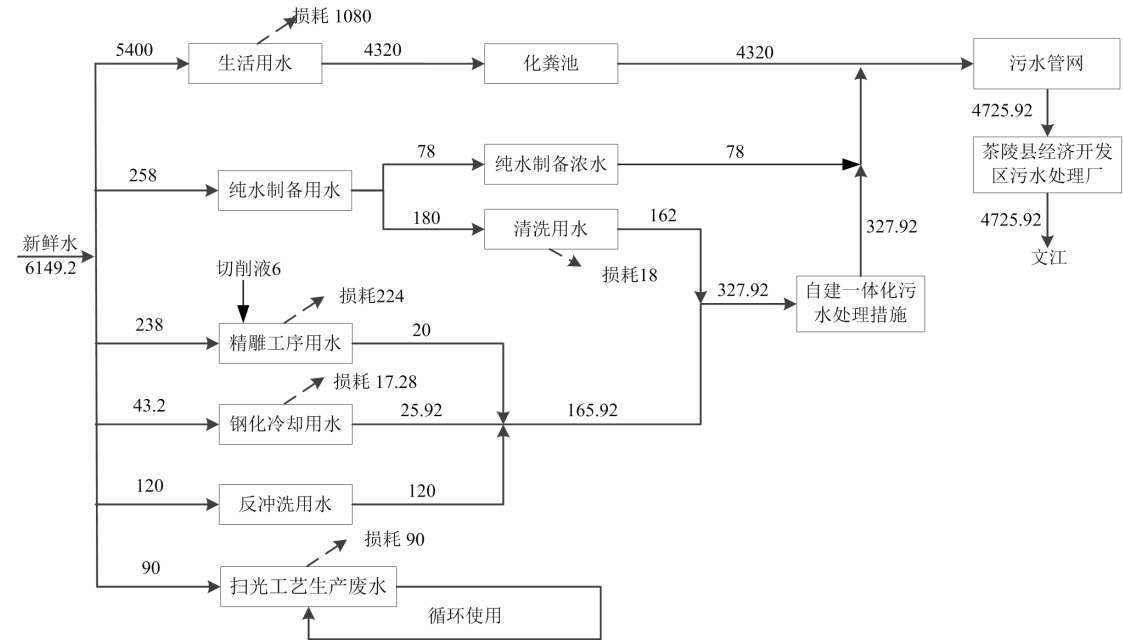 损耗 1080
5400
生活用水
4320
化粪池
4320
污水管网
4725.92
茶陵县经济开发
区污水处理厂
4725.92
文江
78
纯水制备浓水
78
258
纯水制备用水
180
清洗用水
162
损耗18
327.92
新鲜水
6149.2
切削液6
损耗224
327.92
自建一体化污
水处理措施
238
精雕工序用水
20
损耗 17.28
43.2
钢化冷却用水
25.92
165.92
120
反冲洗用水
120
损耗 90
90
扫光工艺生产废水
循环使用